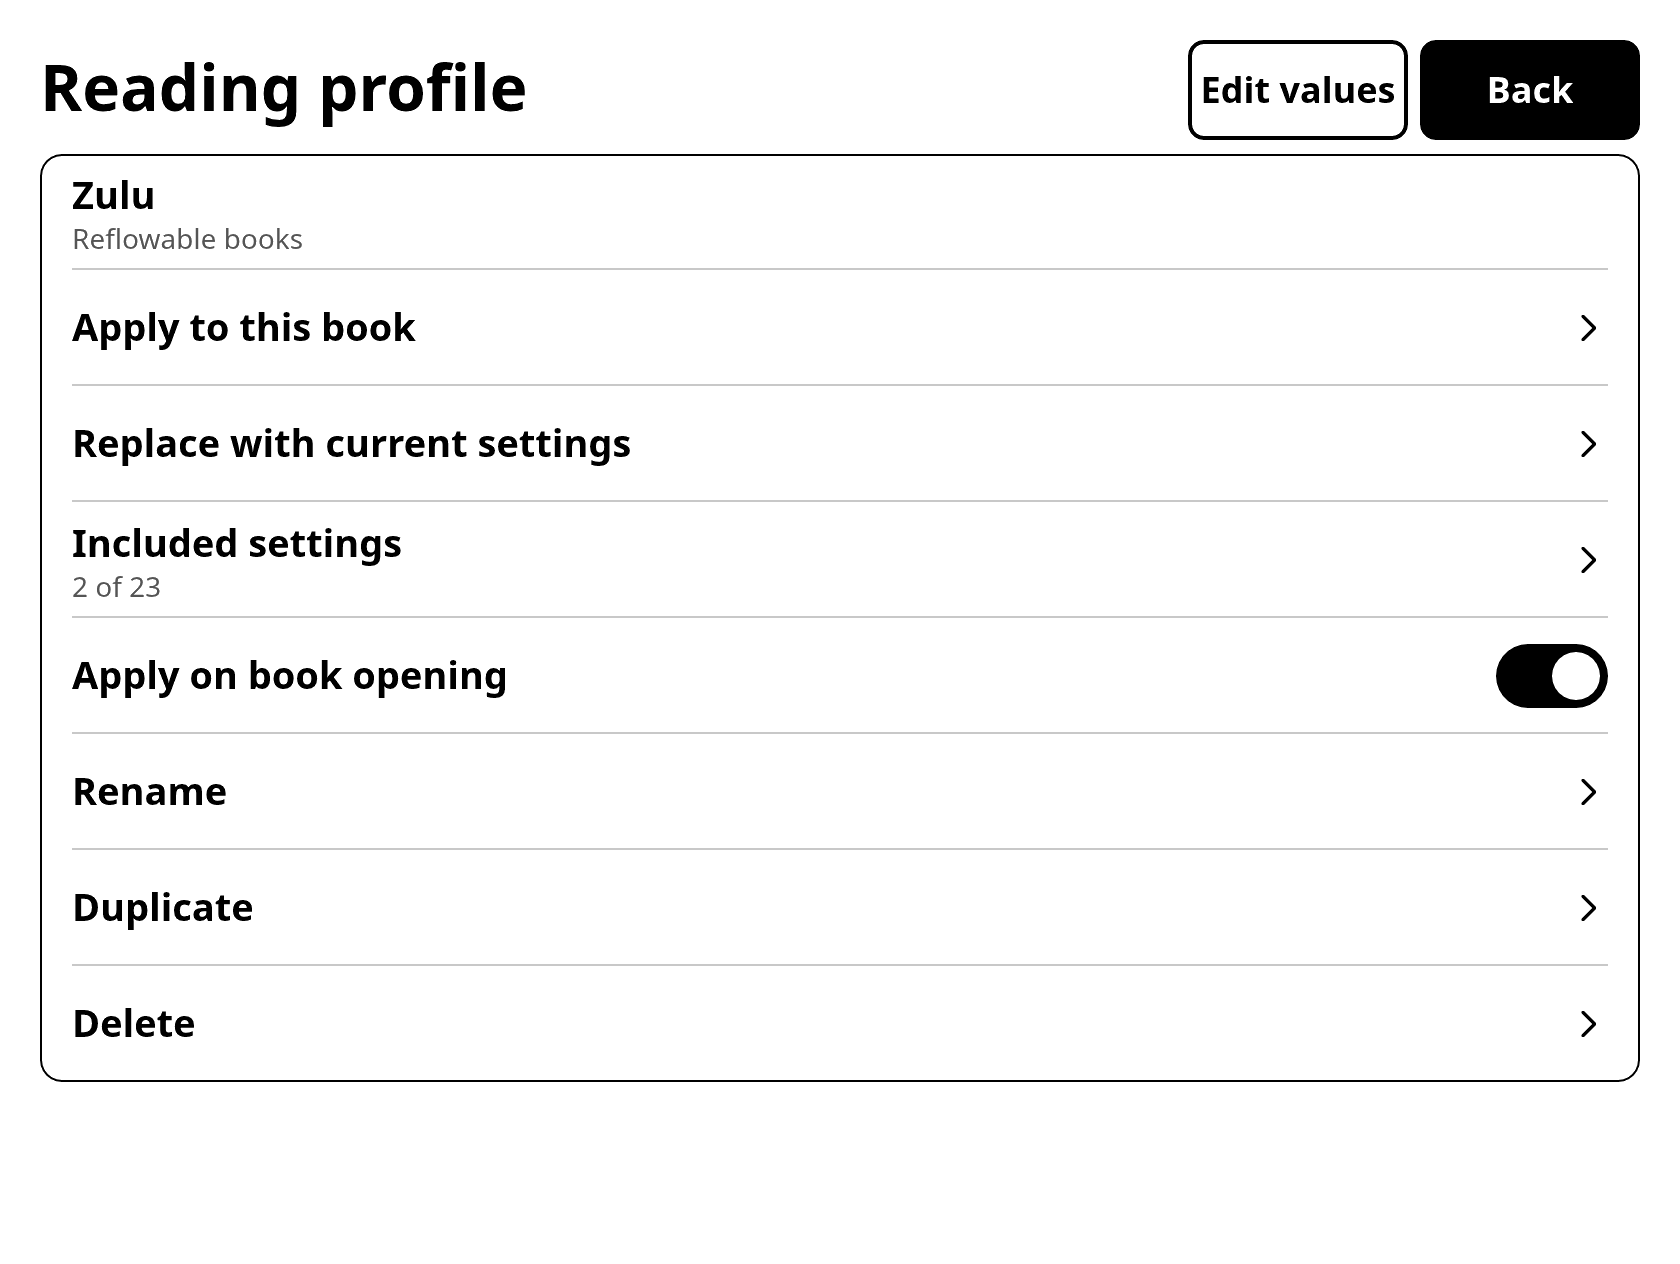 Reading profile
Edit values
Back
Zulu
Reflowable books
Apply to this book
Replace with current settings
Included settings
2 of 23
Apply on book opening
Rename
Duplicate
Delete